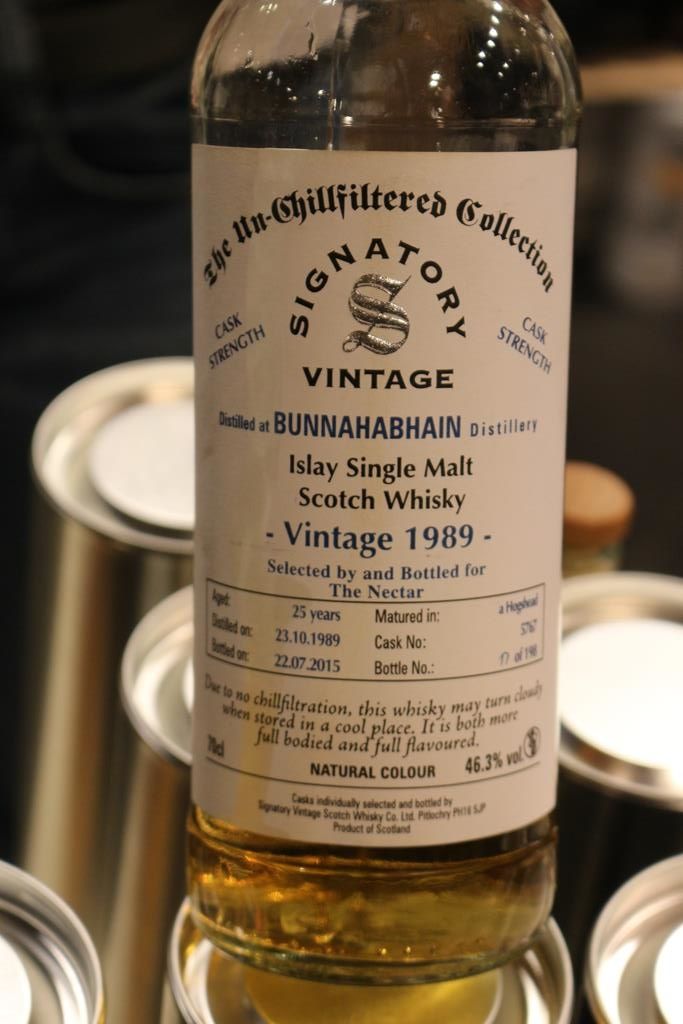 The Un-Chillfiltered Collection
SIGNATORY
S
VINTAGE
CASK STRENGTH
CASK STRENGTH
Distilled at BUNNAHABHAIN Distillery
Islay Single Malt
Scotch Whisky
- Vintage 1989 -
Selected by and Bottled for
The Nectar
Aged: 25 years Matured in: a Hogshead
Distilled on: 23.10.1989 Cask No: 5767
Bottled on: 22.07.2015 Bottle No.: 17 of 198
Due to no chillfiltration, this whisky may turn cloudy
when stored in a cool place. It is both more
full bodied and full flavoured.
70cl NATURAL COLOUR 46.3% vol.
Casks individually selected and bottled by
Signatory Vintage Scotch Whisky Co. Ltd. Pitlochry PH16 5JP
Product of Scotland